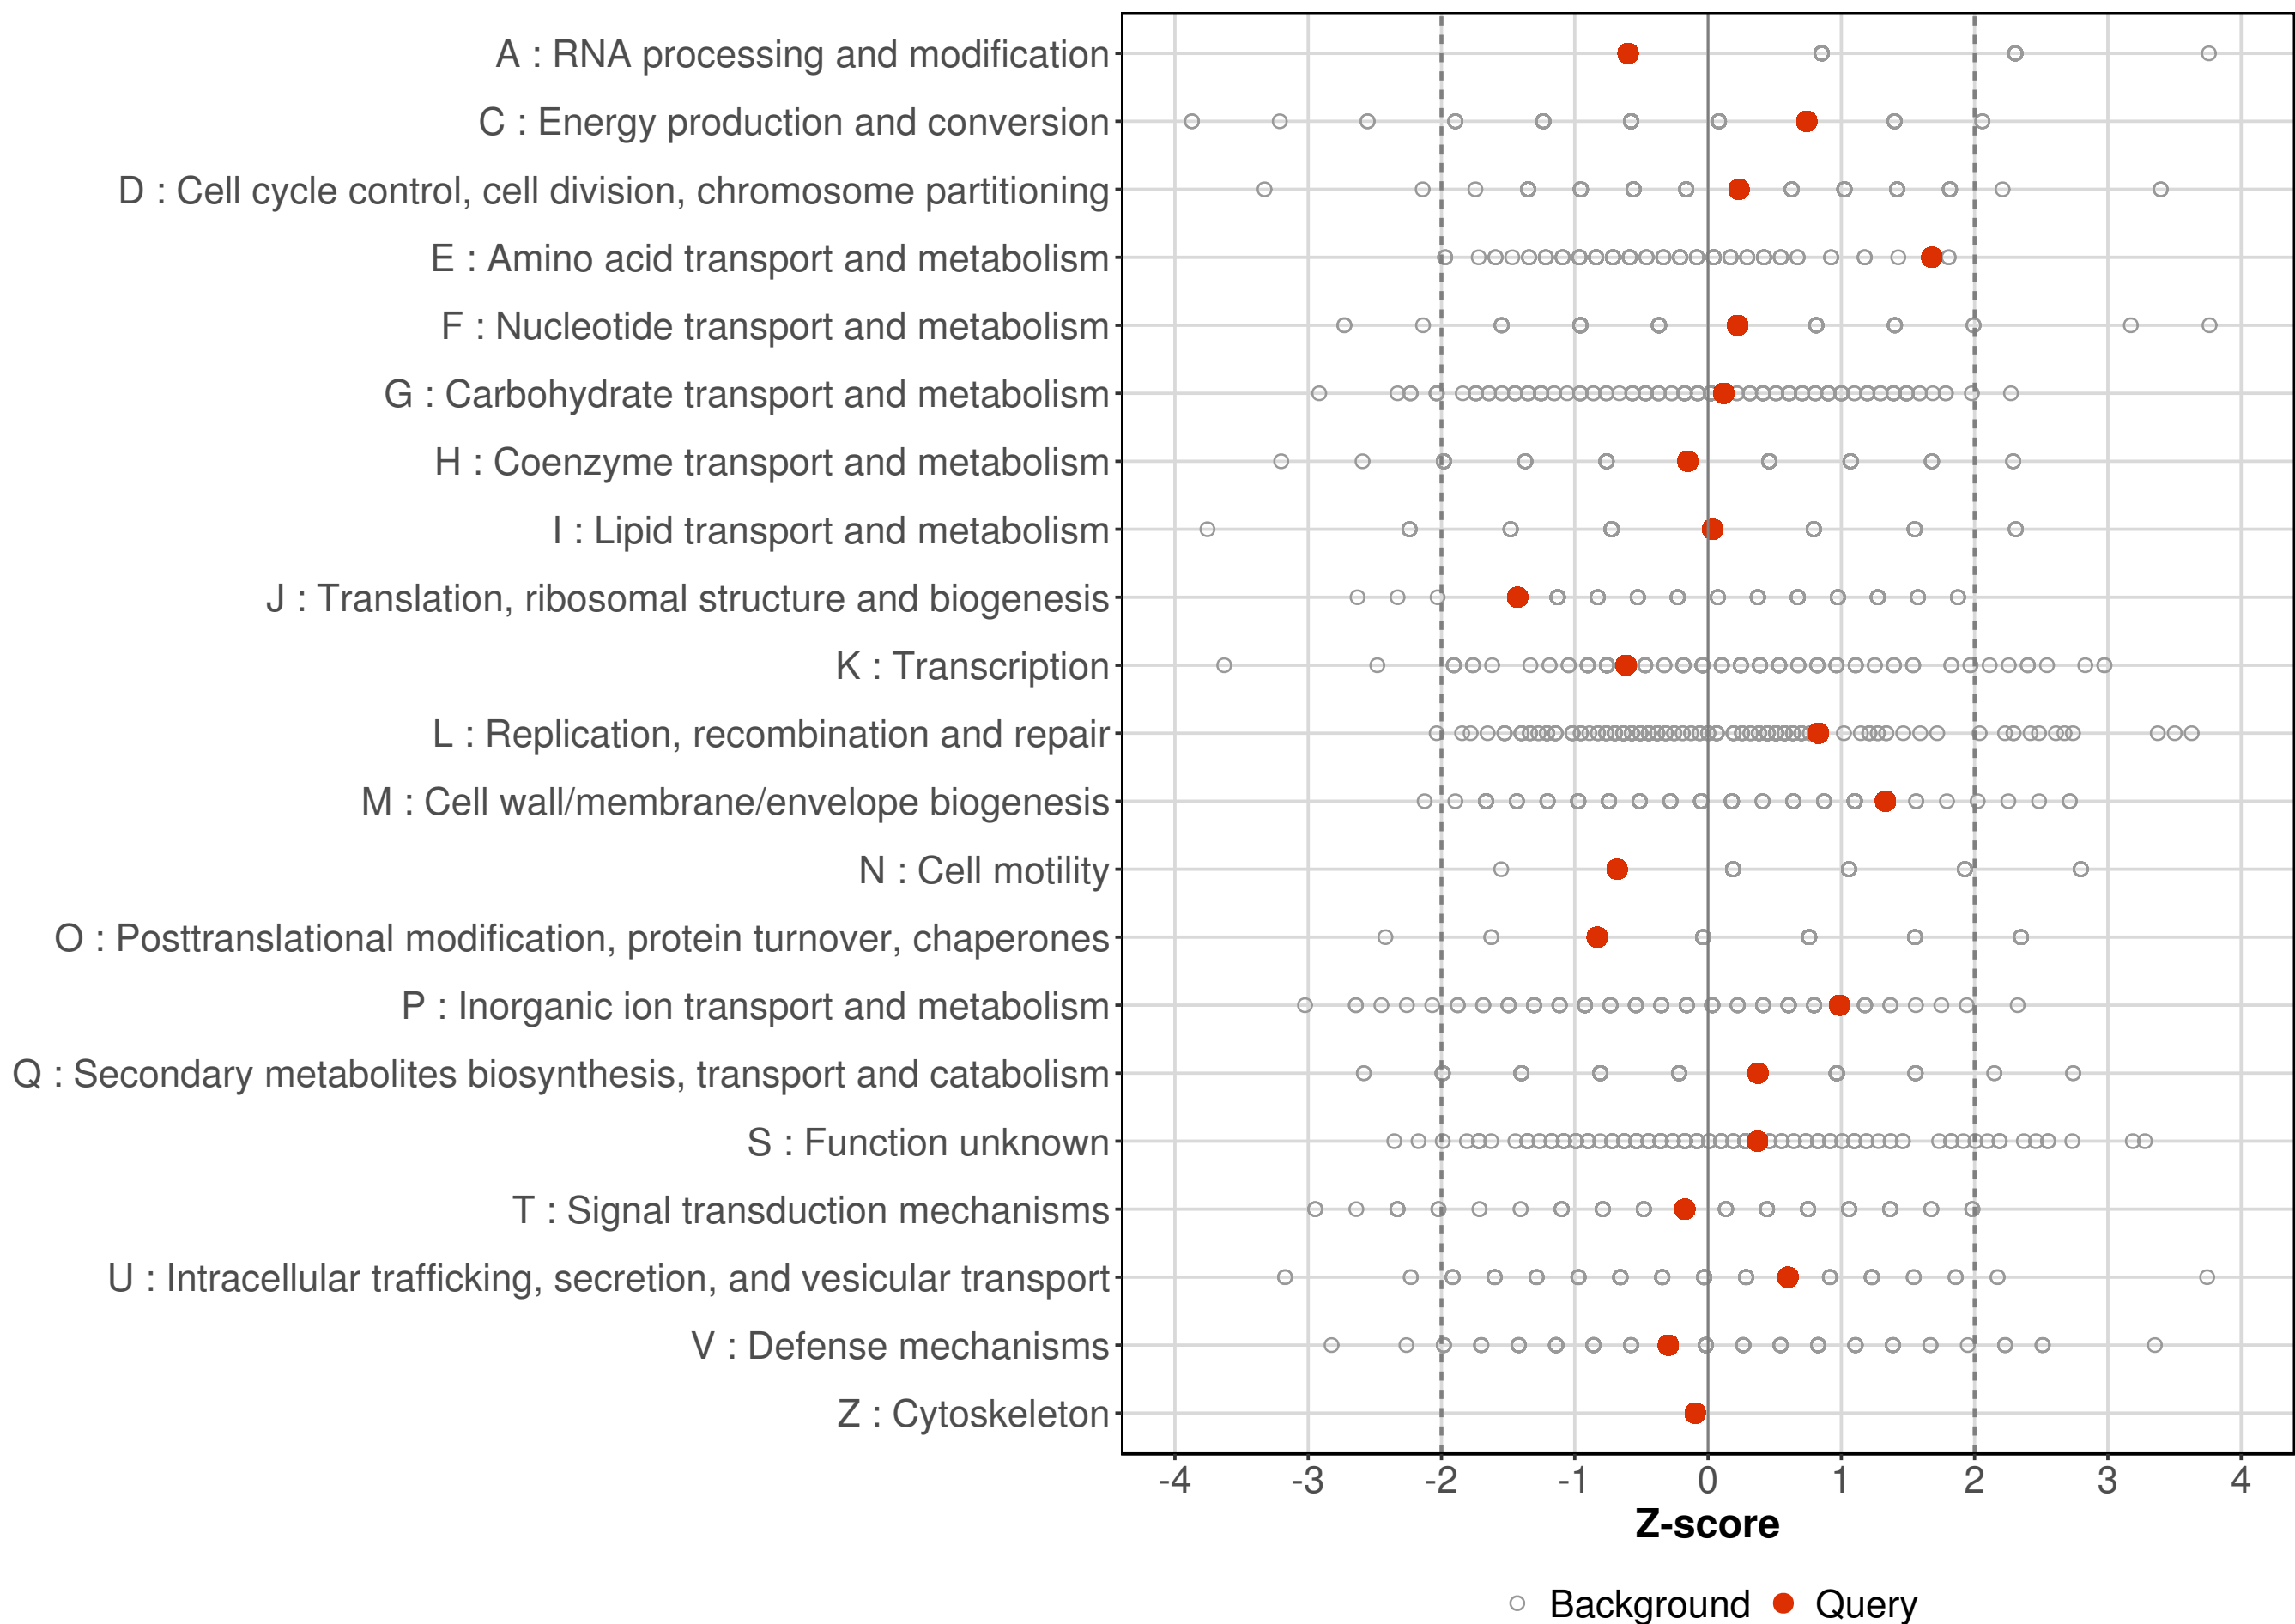 A : RNA processing and modification
C : Energy production and conversion
D : Cell cycle control, cell division, chromosome partitioning
E : Amino acid transport and metabolism
F : Nucleotide transport and metabolism
G : Carbohydrate transport and metabolism
H : Coenzyme transport and metabolism
I : Lipid transport and metabolism
J : Translation, ribosomal structure and biogenesis
K : Transcription
L : Replication, recombination and repair
M : Cell wall/membrane/envelope biogenesis
N : Cell motility
O : Posttranslational modification, protein turnover, chaperones
P : Inorganic ion transport and metabolism
Q : Secondary metabolites biosynthesis, transport and catabolism
S : Function unknown
T : Signal transduction mechanisms
U : Intracellular trafficking, secretion, and vesicular transport
V : Defense mechanisms
Z : Cytoskeleton
-4 -3 -2 -1 0 1 2 3 4
Z-score
Background Query